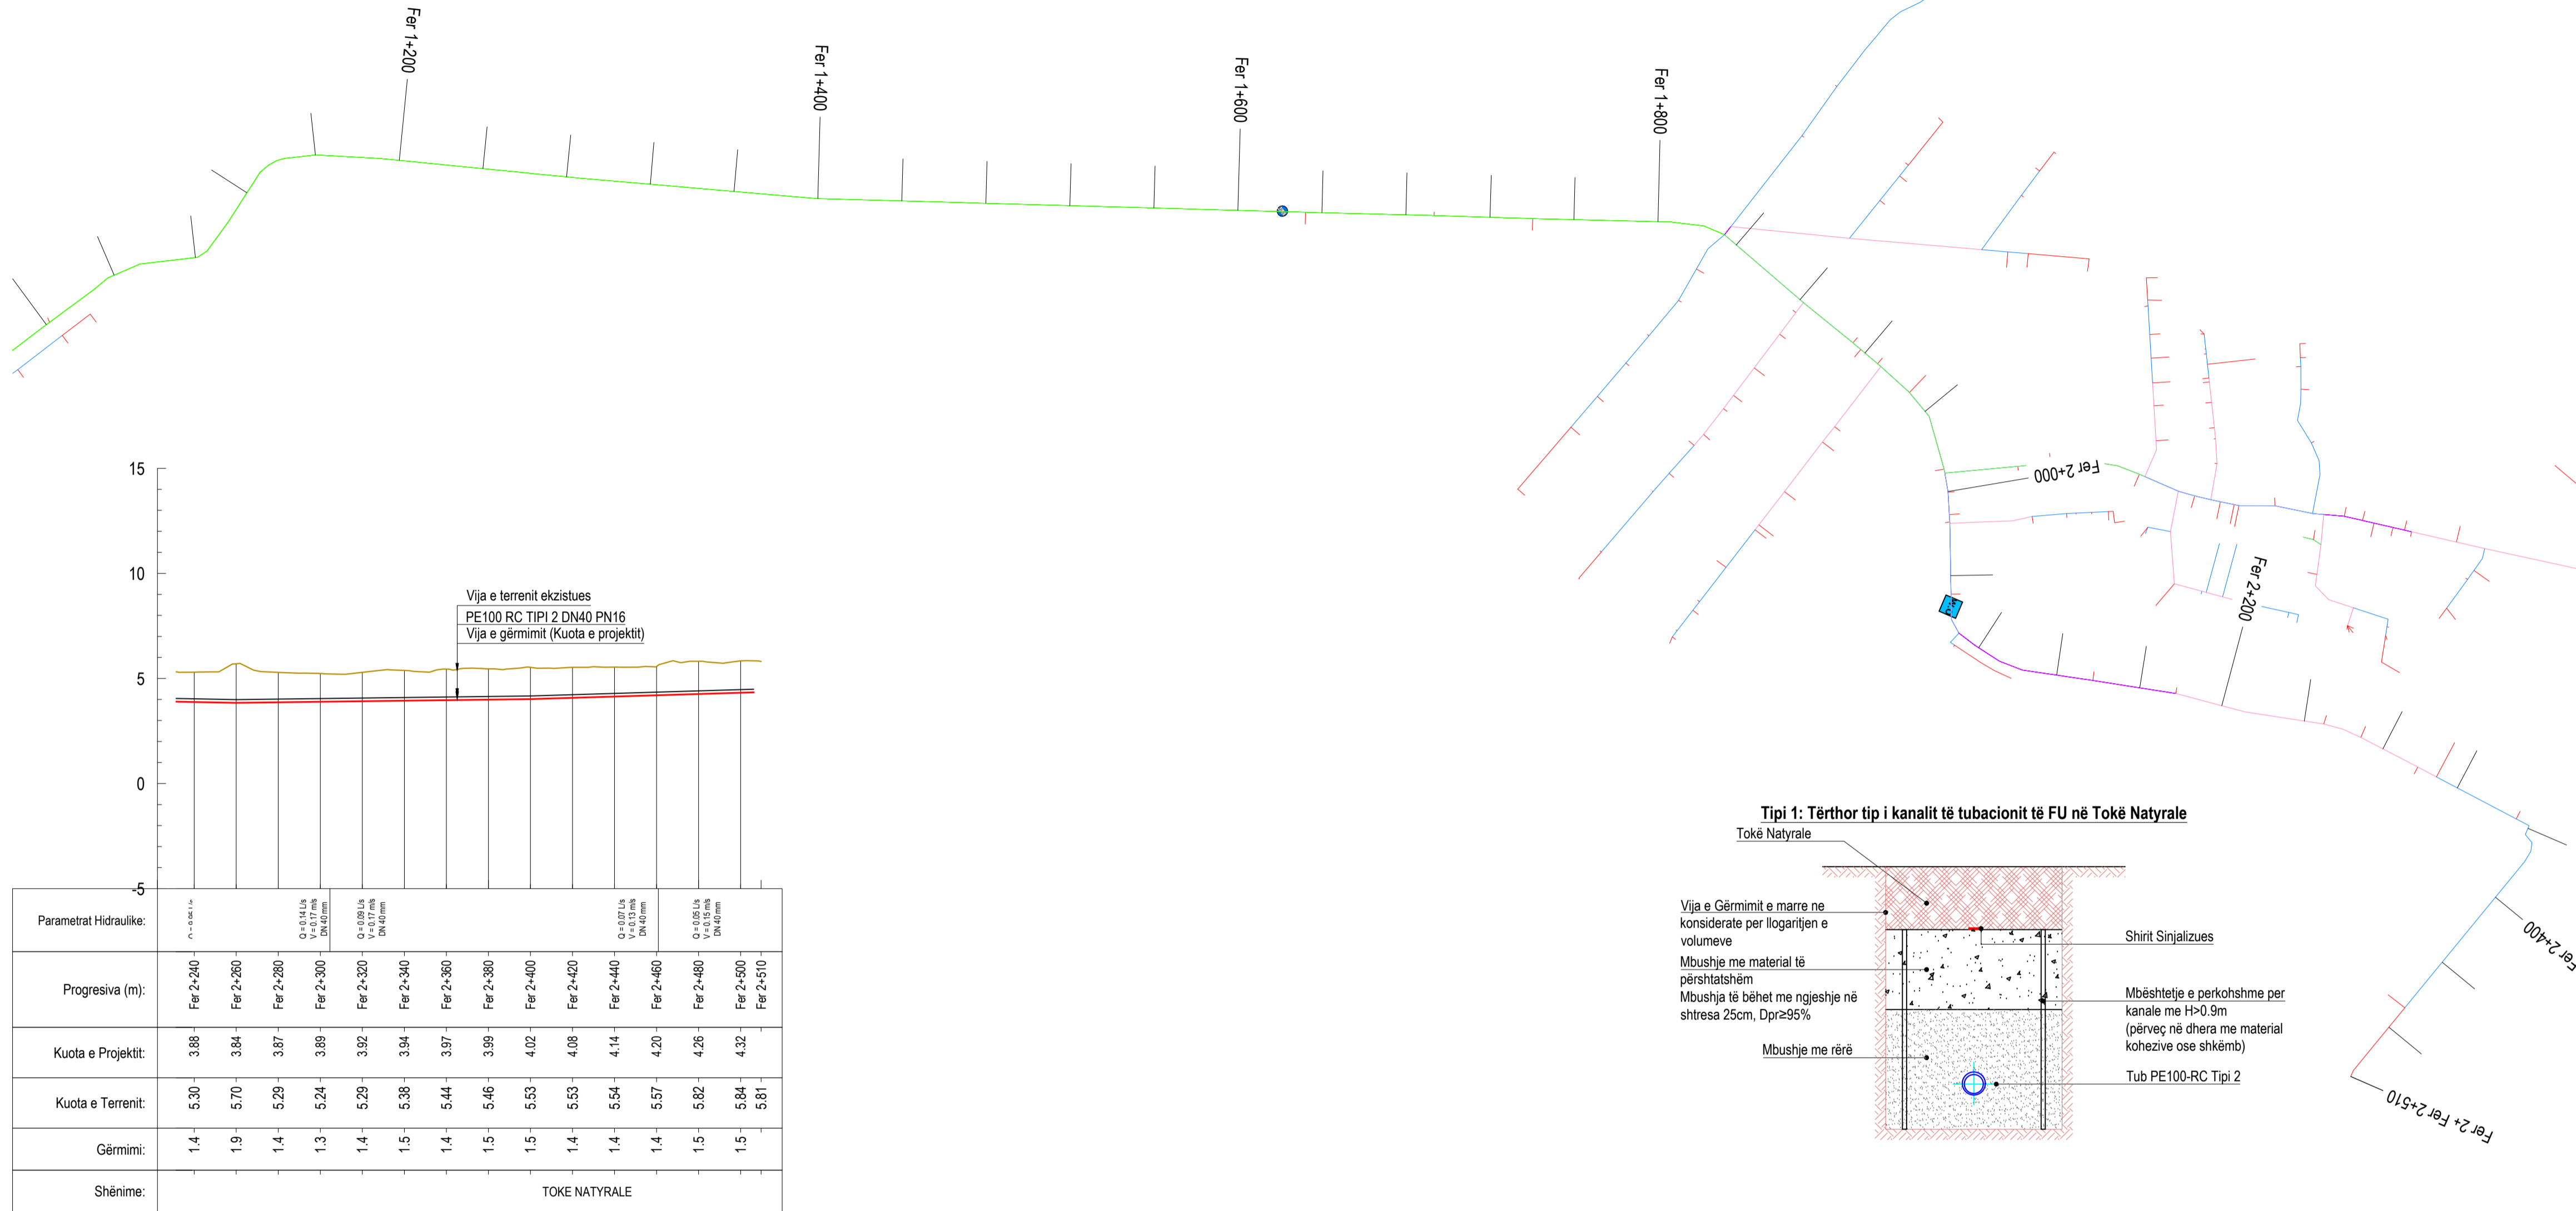 Fer 1+200
Fer 1+400
Fer 1+600
Fer 1+800
Fer 2+000
Fer 2+200
Fer 2+400
Fer 2+ Fer 2+510
15
10
5
0
-5
Vija e terrenit ekzistues
PE100 RC TIPI 2 DN40 PN16
Vija e gërmimit (Kuota e projektit)
Parametrat Hidraulike:
Q = 0.14 L/s
V = 0.17 m/s
DN 40 mm
Q = 0.09 L/s
V = 0.17 m/s
DN 40 mm
Q = 0.07 L/s
V = 0.13 m/s
DN 40 mm
Q = 0.05 L/s
V = 0.15 m/s
DN 40 mm
Progresiva (m): Fer 2+240 Fer 2+260 Fer 2+280 Fer 2+300 Fer 2+320 Fer 2+340 Fer 2+360 Fer 2+380 Fer 2+400 Fer 2+420 Fer 2+440 Fer 2+460 Fer 2+480 Fer 2+500 Fer 2+510
Kuota e Projektit: 3.88 3.84 3.87 3.89 3.92 3.94 3.97 3.99 4.02 4.08 4.14 4.20 4.26 4.32
Kuota e Terrenit: 5.30 5.70 5.29 5.24 5.29 5.38 5.44 5.46 5.53 5.53 5.54 5.57 5.82 5.84 5.81
Gërmimi: 1.4 1.9 1.4 1.3 1.4 1.5 1.4 1.5 1.5 1.4 1.4 1.4 1.5 1.5
Shënime: TOKE NATYRALE
Tipi 1: Tërthor tip i kanalit të tubacionit të FU në Tokë Natyrale
Tokë Natyrale
Vija e Gërmimit e marre ne
konsiderate per llogaritjen e
volumeve
Mbushje me material të
përshtatshëm
Mbushja të bëhet me ngjeshje në
shtresa 25cm, Dpr≥95%
Mbushje me rërë
Shirit Sinjalizues
Mbështetje e perkohshme per
kanale me H>0.9m
(përveç në dhera me material
kohezive ose shkëmb)
Tub PE100-RC Tipi 2